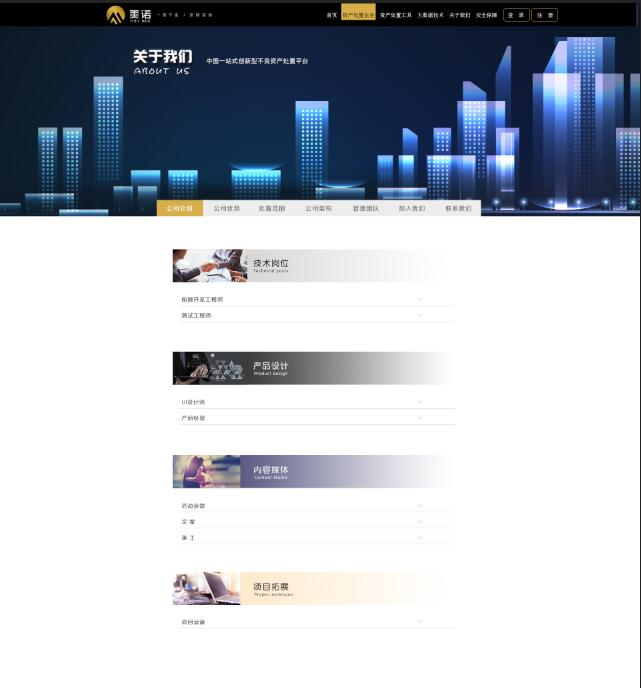 美诺
首页 资产处置业务 资产处置工具 大数据技术 关于我们 安全保障 登 录 注 册
关于我们
ABOUT US
中国一站式创新型不良资产处置平台
公司介绍 公司优势 处置范围 公司架构 管理团队 加入我们 联系我们
技术岗位
Technical posts
前端开发工程师
测试工程师
产品设计
Product design
UI设计师
产品经理
内容媒体
Content Media
活动运营
文 案
美 工
项目拓展
Project extension
项目运营